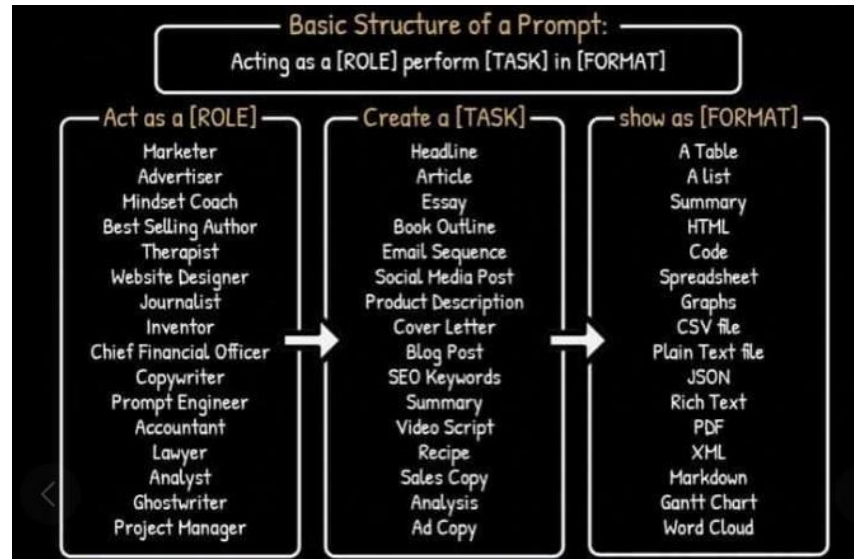 Basic Structure of a Prompt:
Acting as a [ROLE] perform [TASK] in [FORMAT]
Act as a [ROLE]
Marketer
Advertiser
Mindset Coach
Best Selling Author
Therapist
Website Designer
Journalist
Inventor
Chief Financial Officer
Copywriter
Prompt Engineer
Accountant
Lawyer
Analyst
Ghostwriter
Project Manager
Create a [TASK]
Headline
Article
Essay
Book Outline
Email Sequence
Social Media Post
Product Description
Cover Letter
Blog Post
SEO Keywords
Summary
Video Script
Recipe
Sales Copy
Analysis
Ad Copy
show as [FORMAT]
A Table
A list
Summary
HTML
Code
Spreadsheet
Graphs
CSV file
Plain Text file
JSON
Rich Text
PDF
XML
Markdown
Gantt Chart
Word Cloud